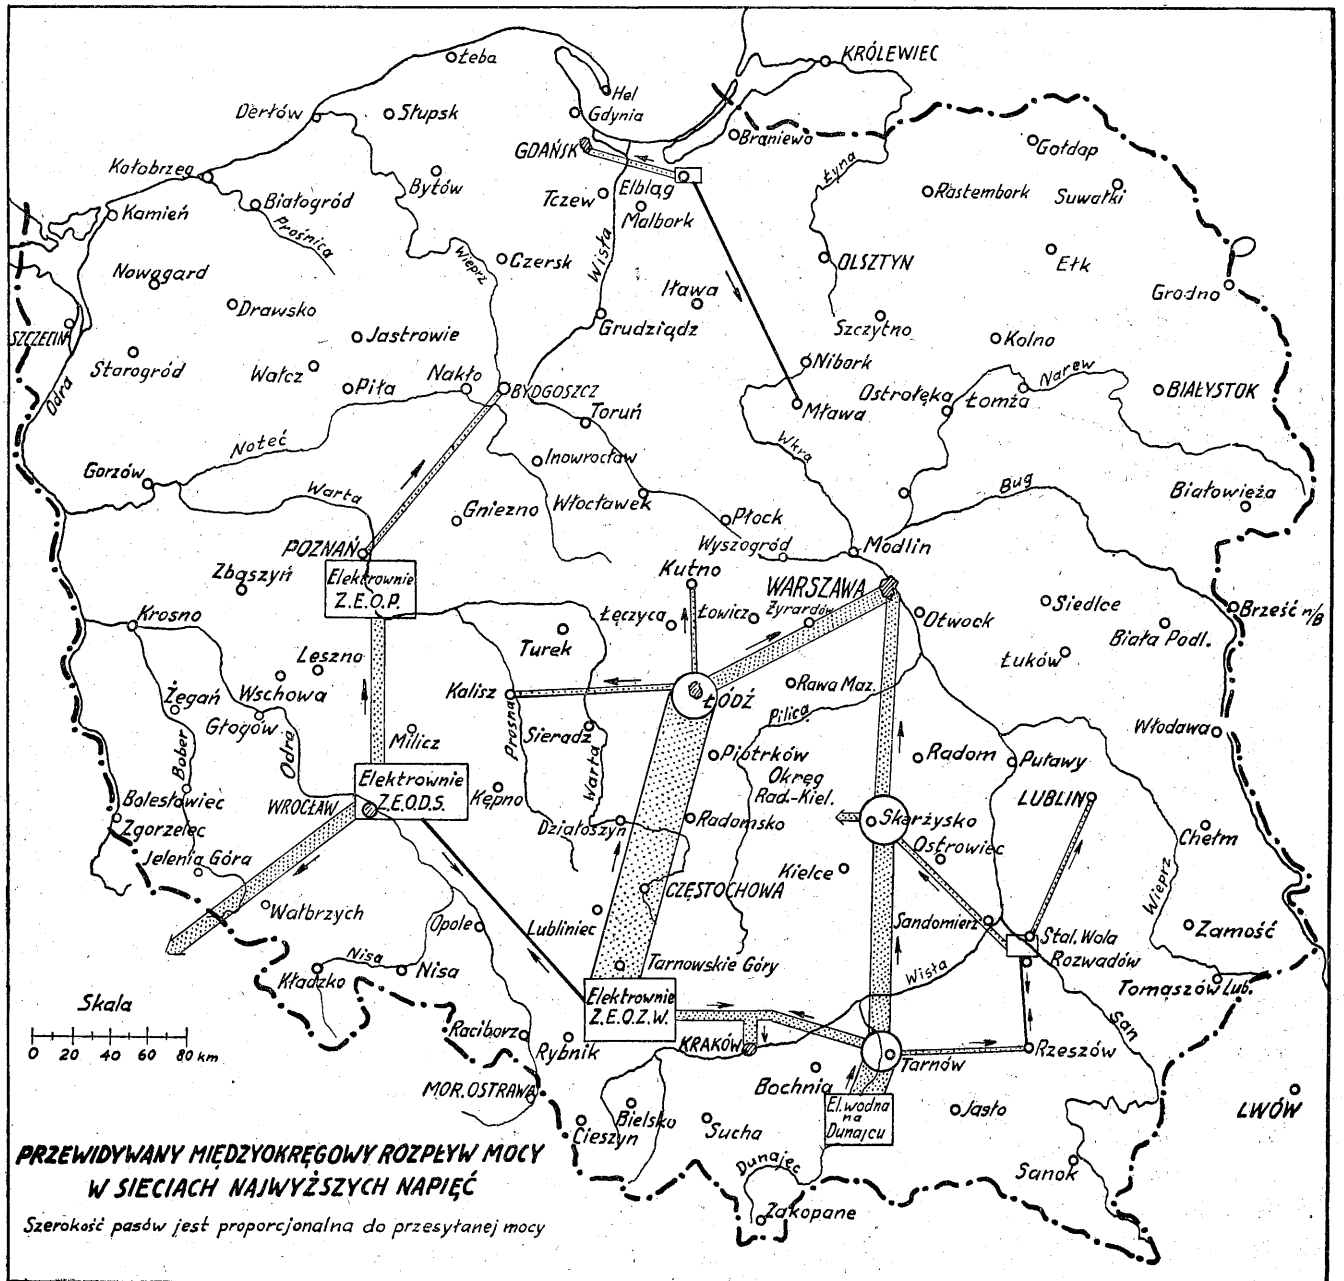 Łeba
KRÓLEWIEC
Hel
Derłów
Słupsk
Gdynia
GDAŃSK
Braniewo
Gołdap
Kołobrzeg
Białogród
Bytów
Tczew
Elbląg
Malbork
Łyna
Rastembork
Suwałki
Kamień
Prośnica
Wieprz
Czersk
Wisła
OLSZTYN
Ełk
Nowogard
Iława
Grodno
Drawsko
Jastrowie
Grudziądz
Szczytno
Kolno
SZCZECIN
Starogród
Wałcz
Piła
Nakło
BYDGOSZCZ
Nibork
Ostrołęka
Łomża
Narew
BIAŁYSTOK
Odra
Toruń
Mława
Noteć
Inowrocław
Wkra
Gorzów
Warta
Gniezno
Włocławek
Płock
Bug
Białowieża
POZNAŃ
Wyszogród
Modlin
Zbąszyń
Elektrownie
Z.E.O.P.
Kutno
WARSZAWA
Krosno
Łęczyca
Łowicz
Żyrardów
Otwock
Siedlce
Brześć n/B
Biała Podl.
Turek
Leszno
Łuków
Żegań
Wschowa
Kalisz
ŁÓDŹ
Rawa Maz.
Głogów
Prosna
Sieradz
Pilica
Bober
Odra
Milicz
Warta
Piotrków
Radom
Puławy
Włodawa
Elektrownie
Z.E.O.D.S.
Okręg
Rad.-Kiel.
Bolesławiec
WROCŁAW
Kępno
LUBLIN
Zgorzelec
Działoszyn
Radomsko
Skarżysko
Chełm
Jelenia Góra
Ostrowiec
Kielce
CZĘSTOCHOWA
Wieprz
Wałbrzych
Opole
Lubliniec
Sandomierz
Stal. Wola
Zamość
Nisa
Rozwadów
Kładzko
Nisa
Tarnowskie Góry
Wisła
Tomaszów Lub.
Skala
Elektrownie
Z.E.O.Z.W.
San
0 20 40 60 80 km
Racibórz
Rybnik
KRAKÓW
Tarnów
Rzeszów
Bochnia
MOR. OSTRAWA
El. wodna
na
Dunajcu
Jasło
LWÓW
Bielsko
Cieszyn
Sucha
PRZEWIDYWANY MIĘDZYOKRĘGOWY ROZPŁYW MOCY
W SIECIACH NAJWYŻSZYCH NAPIĘĆ
Dunajec
Sanok
Szerokość pasów jest proporcjonalna do przesyłanej mocy
Zakopane